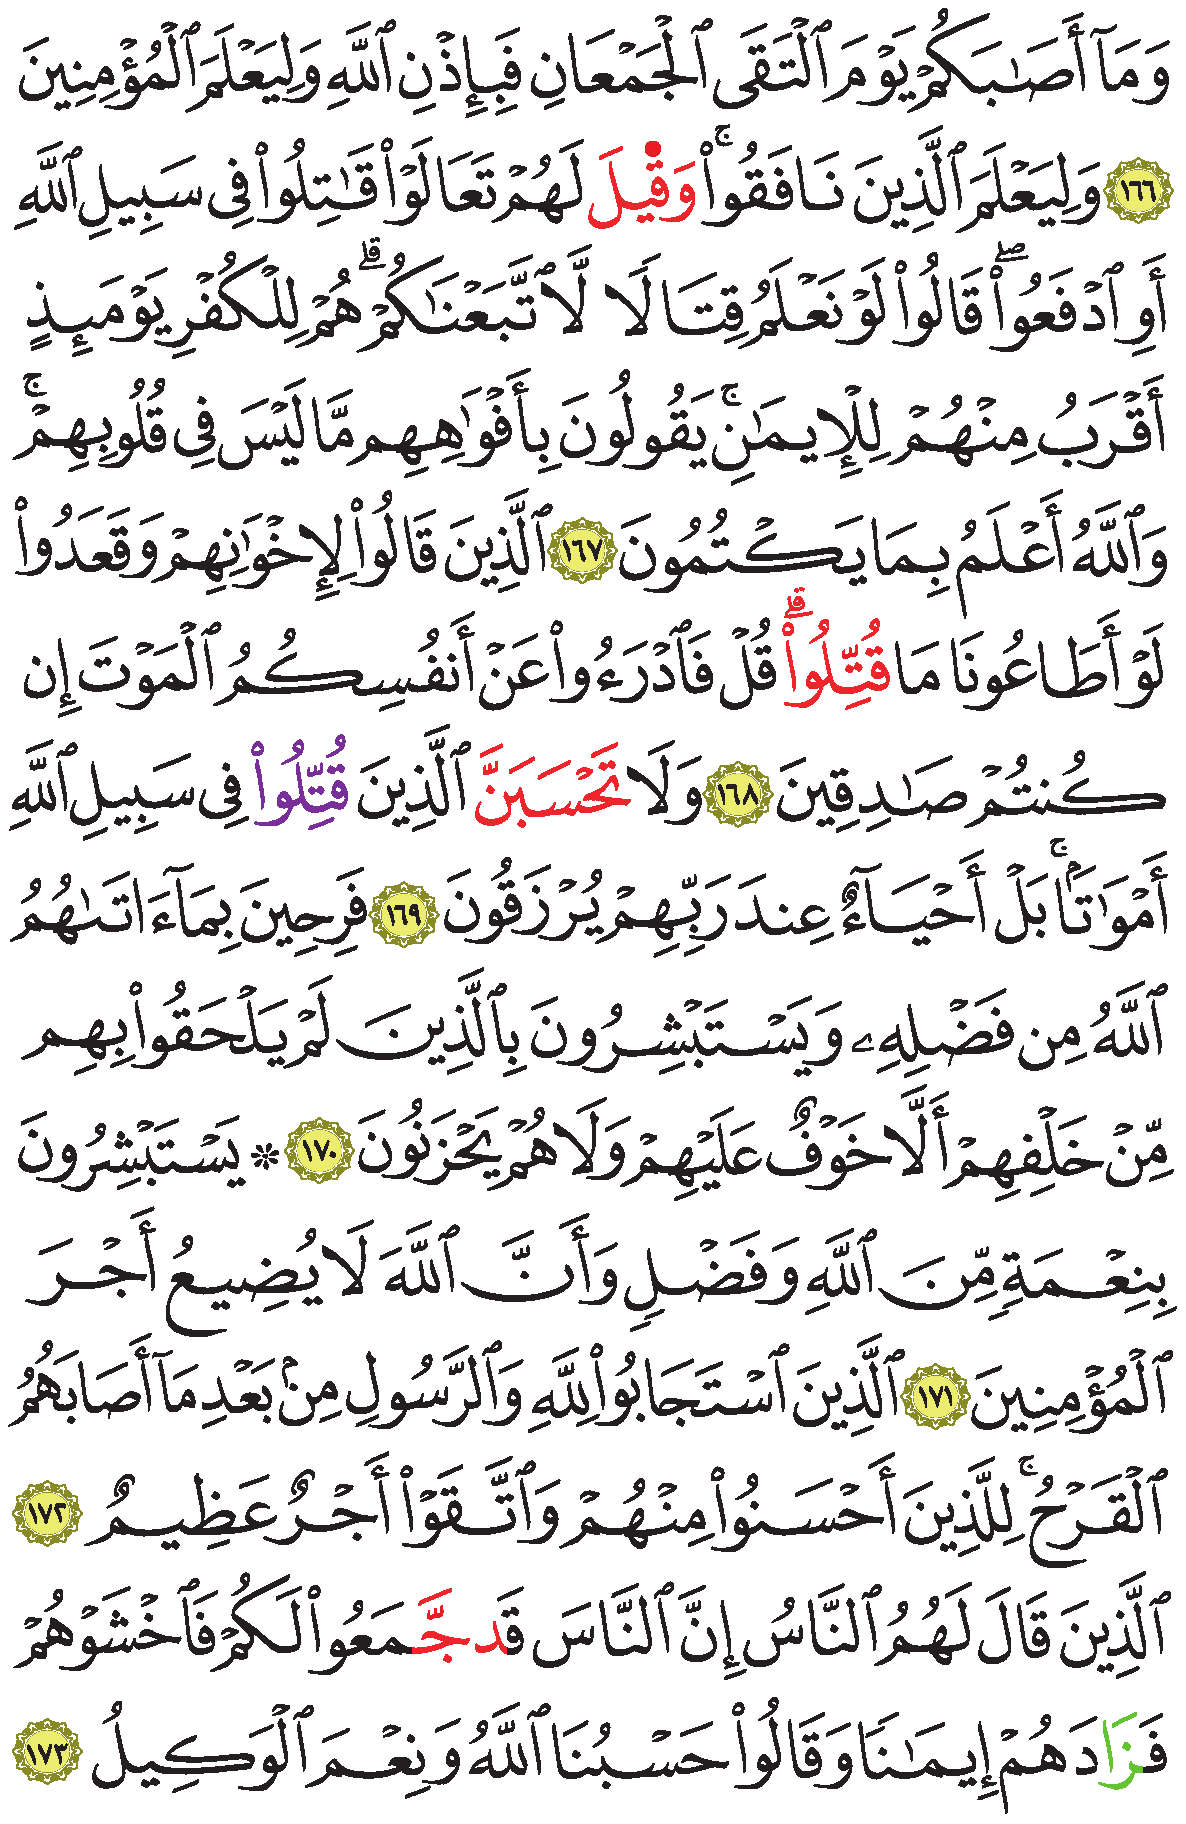 وَمَآ أَصَٰبَكُمْ يَوْمَ ٱلْتَقَى ٱلْجَمْعَانِ فَبِإِذْنِ ٱللَّهِ وَلِيَعْلَمَ ٱلْمُؤْمِنِينَ
١٦٦ وَلِيَعْلَمَ ٱلَّذِينَ نَافَقُوا۟ۚ وَقِيلَ لَهُمْ تَعَالَوْا۟ قَٰتِلُوا۟ فِى سَبِيلِ ٱللَّهِ
أَوِ ٱدْفَعُوا۟ۖ قَالُوا۟ لَوْ نَعْلَمُ قِتَالًا لَّٱتَّبَعْنَٰكُمْۗ هُمْ لِلْكُفْرِ يَوْمَئِذٍ
أَقْرَبُ مِنْهُمْ لِلْإِيمَٰنِۚ يَقُولُونَ بِأَفْوَٰهِهِم مَّا لَيْسَ فِى قُلُوبِهِمْۚ
وَٱللَّهُ أَعْلَمُ بِمَا يَكْتُمُونَ ١٦٧ ٱلَّذِينَ قَالُوا۟ لِإِخْوَٰنِهِمْ وَقَعَدُوا۟
لَوْ أَطَاعُونَا مَا قُتِّلُوا۟ۗ قُلْ فَٱدْرَءُوا۟ عَنْ أَنفُسِكُمُ ٱلْمَوْتَ إِن
كُنتُمْ صَٰدِقِينَ ١٦٨ وَلَا تَحْسَبَنَّ ٱلَّذِينَ قُتِّلُوا۟ فِى سَبِيلِ ٱللَّهِ
أَمْوَٰتًۢاۚ بَلْ أَحْيَآءٌ عِندَ رَبِّهِمْ يُرْزَقُونَ ١٦٩ فَرِحِينَ بِمَآ ءَاتَىٰهُمُ
ٱللَّهُ مِن فَضْلِهِۦ وَيَسْتَبْشِرُونَ بِٱلَّذِينَ لَمْ يَلْحَقُوا۟ بِهِم
مِّنْ خَلْفِهِمْ أَلَّا خَوْفٌ عَلَيْهِمْ وَلَا هُمْ يَحْزَنُونَ ١٧٠ ۞ يَسْتَبْشِرُونَ
بِنِعْمَةٍ مِّنَ ٱللَّهِ وَفَضْلٍ وَأَنَّ ٱللَّهَ لَا يُضِيعُ أَجْرَ
ٱلْمُؤْمِنِينَ ١٧١ ٱلَّذِينَ ٱسْتَجَابُوا۟ لِلَّهِ وَٱلرَّسُولِ مِنۢ بَعْدِ مَآ أَصَابَهُمُ
ٱلْقَرْحُۚ لِلَّذِينَ أَحْسَنُوا۟ مِنْهُمْ وَٱتَّقَوْا۟ أَجْرٌ عَظِيمٌ ١٧٢
ٱلَّذِينَ قَالَ لَهُمُ ٱلنَّاسُ إِنَّ ٱلنَّاسَ قَد جَّمَعُوا۟ لَكُمْ فَٱخْشَوْهُمْ
فَزَادَهُمْ إِيمَٰنًا وَقَالُوا۟ حَسْبُنَا ٱللَّهُ وَنِعْمَ ٱلْوَكِيلُ ١٧٣